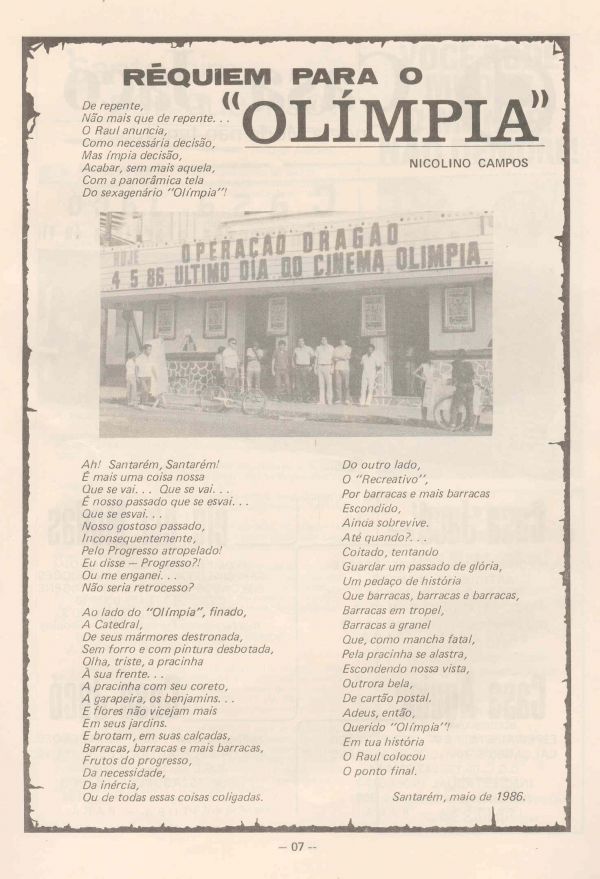 RÉQUIEM PARA O
"OLÍMPIA"
NICOLINO CAMPOS
De repente,
Não mais que de repente. . .
O Raul anuncia,
Como necessária decisão,
Mas ímpia decisão,
Acabar, sem mais aquela,
Com a panorâmica tela
Do sexagenário "Olímpia"!
HOJE OPERAÇAO DRAGÃO
4 5 86. ULTIMO DIA DO CINEMA OLIMPIA.
Ah! Santarém, Santarém!
É mais uma coisa nossa
Que se vai. . . Que se vai. . .
É nosso passado que se esvai. . .
Que se esvai. . .
Nosso gostoso passado,
Inconsequentemente,
Pelo Progresso atropelado!
Eu disse — Progresso?!
Ou me enganei. . .
Não seria retrocesso?
Ao lado do "Olímpia", finado,
A Catedral,
De seus mármores destronada,
Sem forro e com pintura desbotada,
Olha, triste, a pracinha
À sua frente. . .
A pracinha com seu coreto,
A garapeira, os benjamins. . .
E flores não vicejam mais
Em seus jardins.
E brotam, em suas calçadas,
Barracas, barracas e mais barracas,
Frutos do progresso,
Da necessidade,
Da inércia,
Ou de todas essas coisas coligadas.
Do outro lado,
O "Recreativo",
Por barracas e mais barracas
Escondido,
Ainda sobrevive.
Até quando?. . .
Coitado, tentando
Guardar um passado de glória,
Um pedaço de história
Que barracas, barracas e barracas,
Barracas em tropel,
Barracas a granel
Que, como mancha fatal,
Pela pracinha se alastra,
Escondendo nossa vista,
Outrora bela,
De cartão postal.
Adeus, então,
Querido "Olímpia"!
Em tua história
O Raul colocou
O ponto final.
Santarém, maio de 1986.
— 07 --